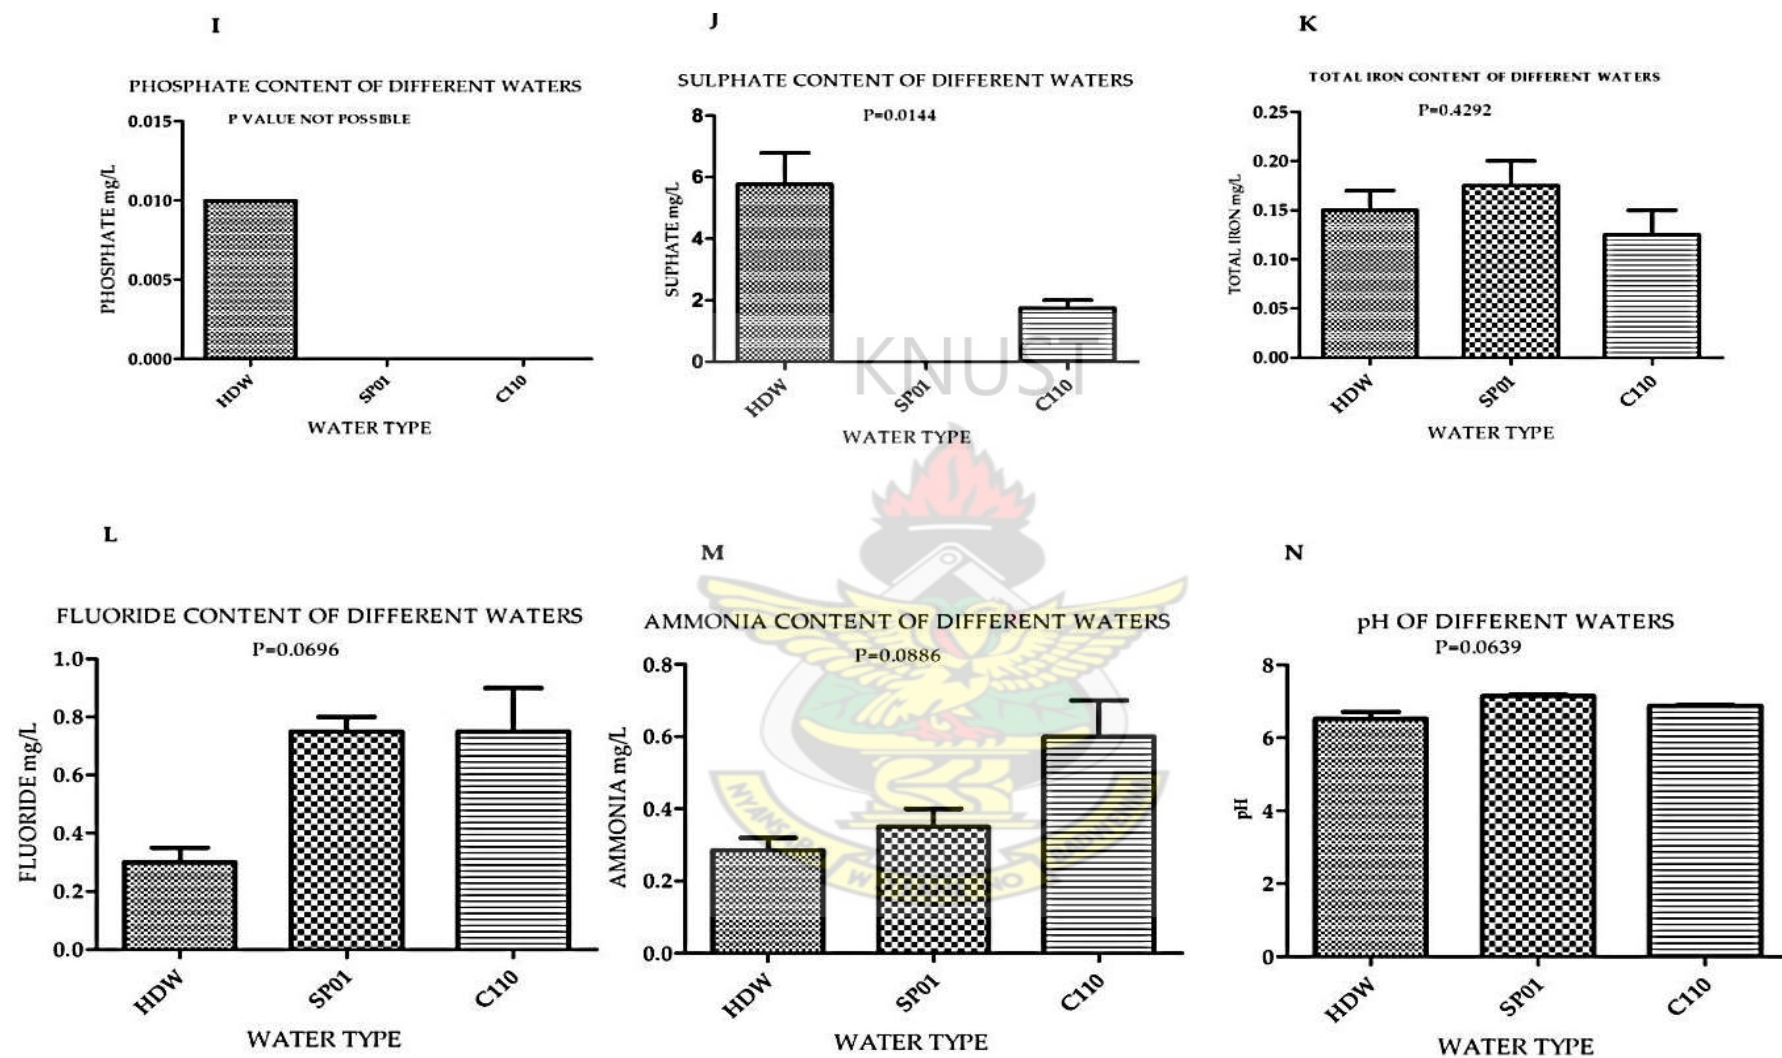 I
PHOSPHATE CONTENT OF DIFFERENT WATERS
P VALUE NOT POSSIBLE
0.015
0.010
0.005
0.000
PHOSPHATE mg/L
HDW
SP01
C110
WATER TYPE
J
SULPHATE CONTENT OF DIFFERENT WATERS
P=0.0144
8
6
4
2
0
SUPHATE mg/L
HDW
SP01
C110
WATER TYPE
K
TOTAL IRON CONTENT OF DIFFERENT WATERS
P=0.4292
0.25
0.20
0.15
0.10
0.05
0.00
TOTAL IRON mg/L
HDW
SP01
C110
WATER TYPE
KNUST
L
FLUORIDE CONTENT OF DIFFERENT WATERS
P=0.0696
1.0
0.8
0.6
0.4
0.2
0.0
FLUORIDE mg/L
HDW
SP01
C110
WATER TYPE
M
AMMONIA CONTENT OF DIFFERENT WATERS
P=0.0886
0.8
0.6
0.4
0.2
0.0
AMMONIA mg/L
HDW
SP01
C110
WATER TYPE
N
pH OF DIFFERENT WATERS
P=0.0639
8
6
4
2
0
pH
HDW
SP01
C110
WATER TYPE